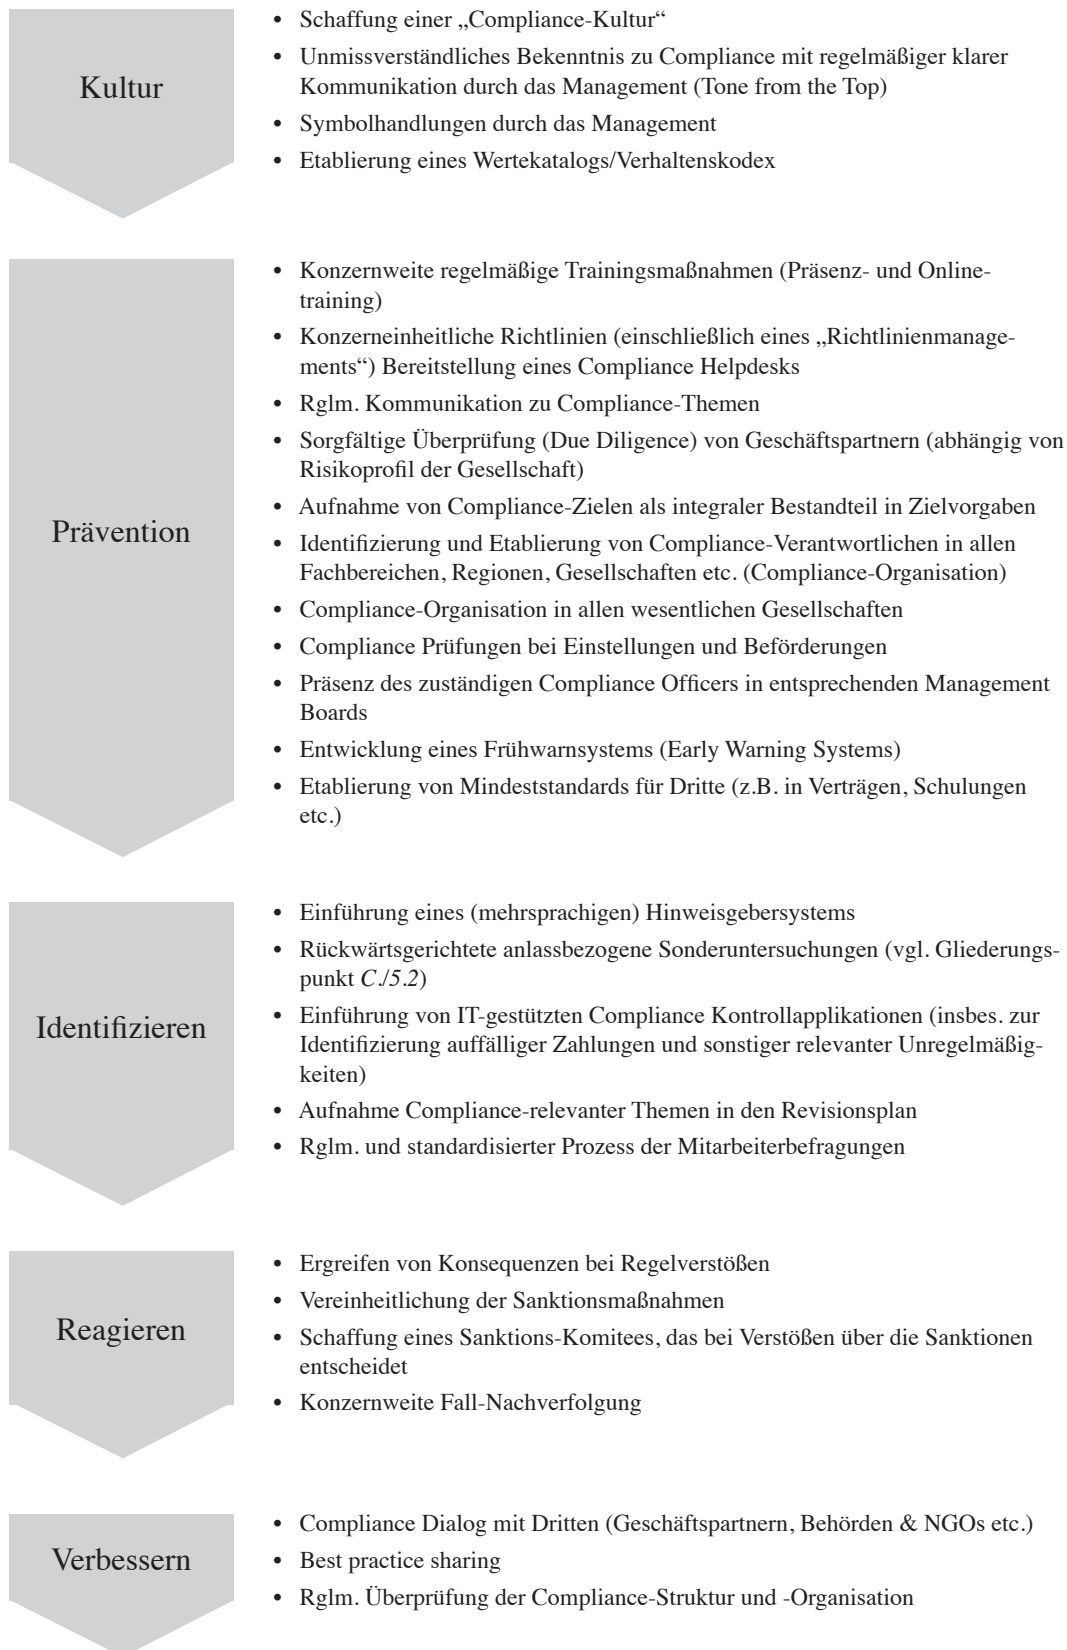 Kultur
• Schaffung einer „Compliance-Kultur“
• Unmissverständliches Bekenntnis zu Compliance mit regelmäßiger klarer
Kommunikation durch das Management (Tone from the Top)
• Symbolhandlungen durch das Management
• Etablierung eines Wertekatalogs/Verhaltenskodex
Prävention
• Konzernweite regelmäßige Trainingsmaßnahmen (Präsenz- und Online-
training)
• Konzerneinheitliche Richtlinien (einschließlich eines „Richtlinienmanage-
ments“) Bereitstellung eines Compliance Helpdesks
• Rglm. Kommunikation zu Compliance-Themen
• Sorgfältige Überprüfung (Due Diligence) von Geschäftspartnern (abhängig von
Risikoprofil der Gesellschaft)
• Aufnahme von Compliance-Zielen als integraler Bestandteil in Zielvorgaben
• Identifizierung und Etablierung von Compliance-Verantwortlichen in allen
Fachbereichen, Regionen, Gesellschaften etc. (Compliance-Organisation)
• Compliance-Organisation in allen wesentlichen Gesellschaften
• Compliance Prüfungen bei Einstellungen und Beförderungen
• Präsenz des zuständigen Compliance Officers in entsprechenden Management
Boards
• Entwicklung eines Frühwarnsystems (Early Warning Systems)
• Etablierung von Mindeststandards für Dritte (z.B. in Verträgen, Schulungen
etc.)
Identifizieren
• Einführung eines (mehrsprachigen) Hinweisgebersystems
• Rückwärtsgerichtete anlassbezogene Sonderuntersuchungen (vgl. Gliederungs-
punkt C./5.2)
• Einführung von IT-gestützten Compliance Kontrollapplikationen (insbes. zur
Identifizierung auffälliger Zahlungen und sonstiger relevanter Unregelmäßig-
keiten)
• Aufnahme Compliance-relevanter Themen in den Revisionsplan
• Rglm. und standardisierter Prozess der Mitarbeiterbefragungen
Reagieren
• Ergreifen von Konsequenzen bei Regelverstößen
• Vereinheitlichung der Sanktionsmaßnahmen
• Schaffung eines Sanktions-Komitees, das bei Verstößen über die Sanktionen
entscheidet
• Konzernweite Fall-Nachverfolgung
Verbessern
• Compliance Dialog mit Dritten (Geschäftspartnern, Behörden & NGOs etc.)
• Best practice sharing
• Rglm. Überprüfung der Compliance-Struktur und -Organisation